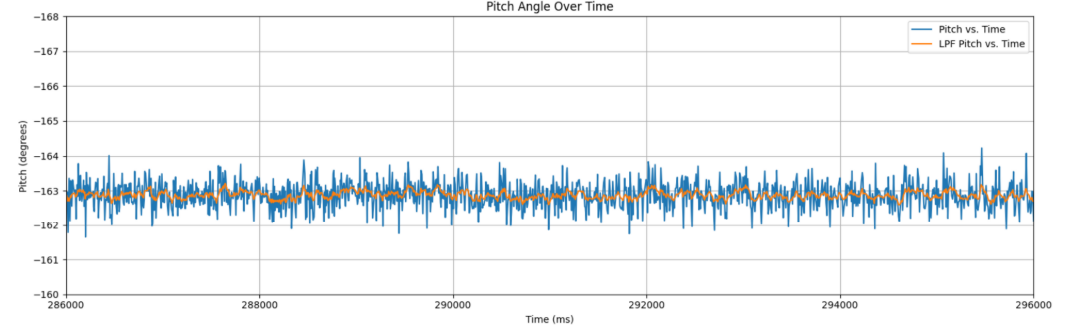 Pitch Angle Over Time
−168
−167
−166
−165
−164
−163
−162
−161
−160
Pitch (degrees)
Pitch vs. Time
LPF Pitch vs. Time
286000 288000 290000 292000 294000 296000
Time (ms)